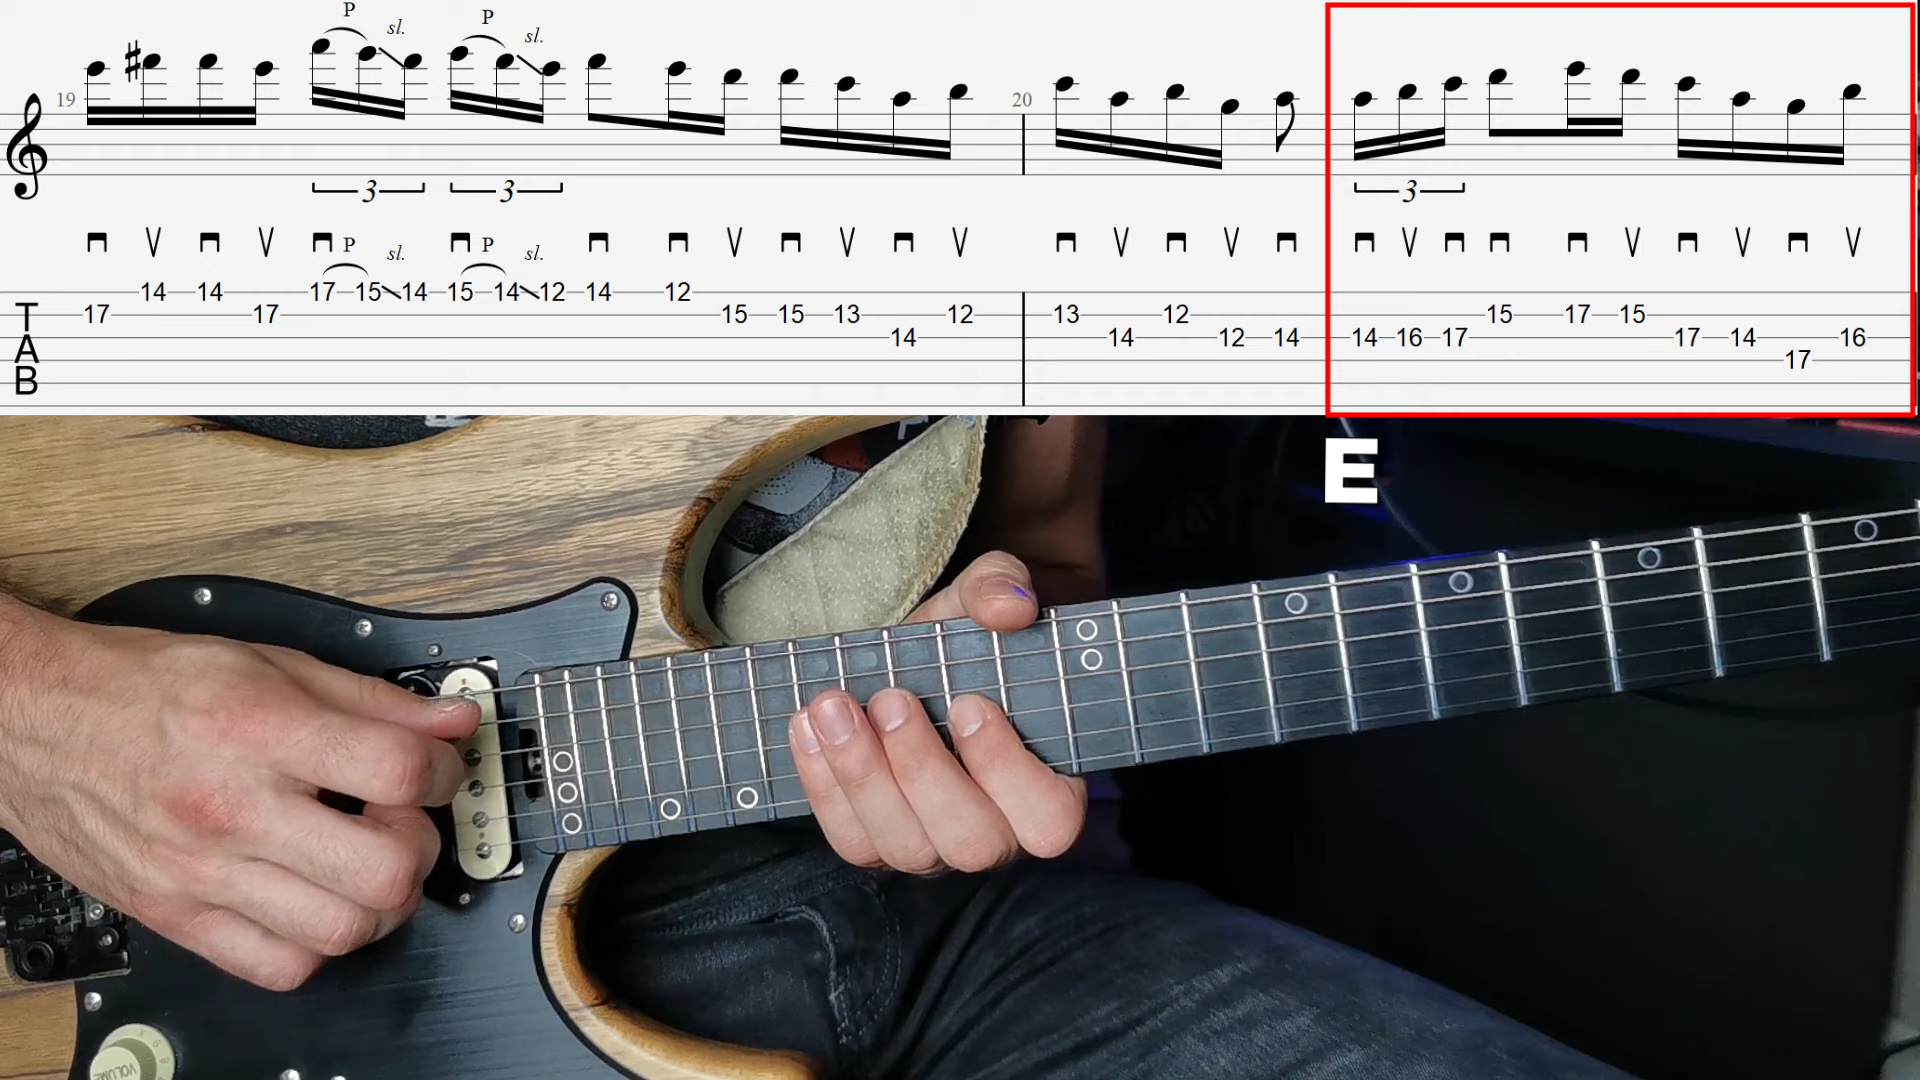 P sl. P sl.
19 20
♯
3 3 3
P sl. P sl.
17 14 14 17 17 15 14 15 14 12 14 12 15 15 13 14 12 13 14 12 12 14 14 16 17 15 17 15 17 14 17 16
T
A
B
E
VOLUME